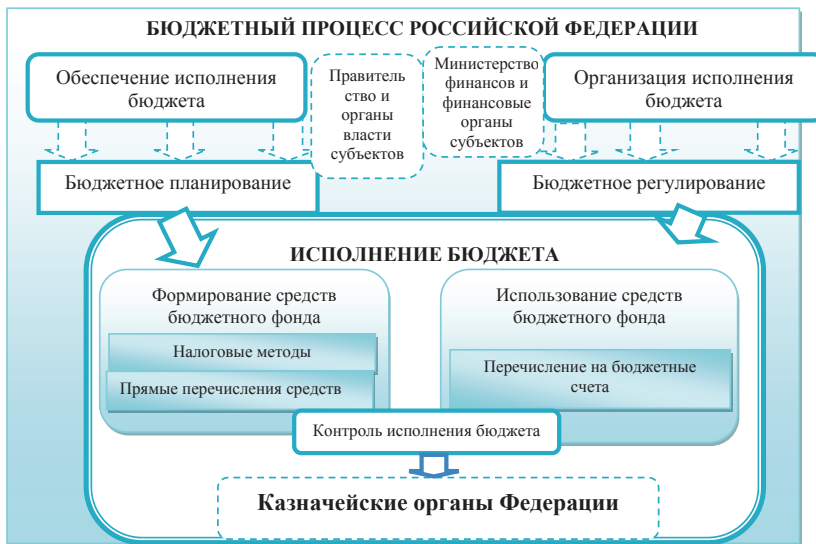 БЮДЖЕТНЫЙ ПРОЦЕСС РОССИЙСКОЙ ФЕДЕРАЦИИ
Обеспечение исполнения
бюджета
Правитель
ство и
органы
власти
субъектов
Министерство
финансов и
финансовые
органы
субъектов
Организация исполнения
бюджета
Бюджетное планирование
Бюджетное регулирование
ИСПОЛНЕНИЕ БЮДЖЕТА
Формирование средств
бюджетного фонда
Налоговые методы
Прямые перечисления средств
Использование средств
бюджетного фонда
Перечисление на бюджетные
счета
Контроль исполнения бюджета
Казначейские органы Федерации